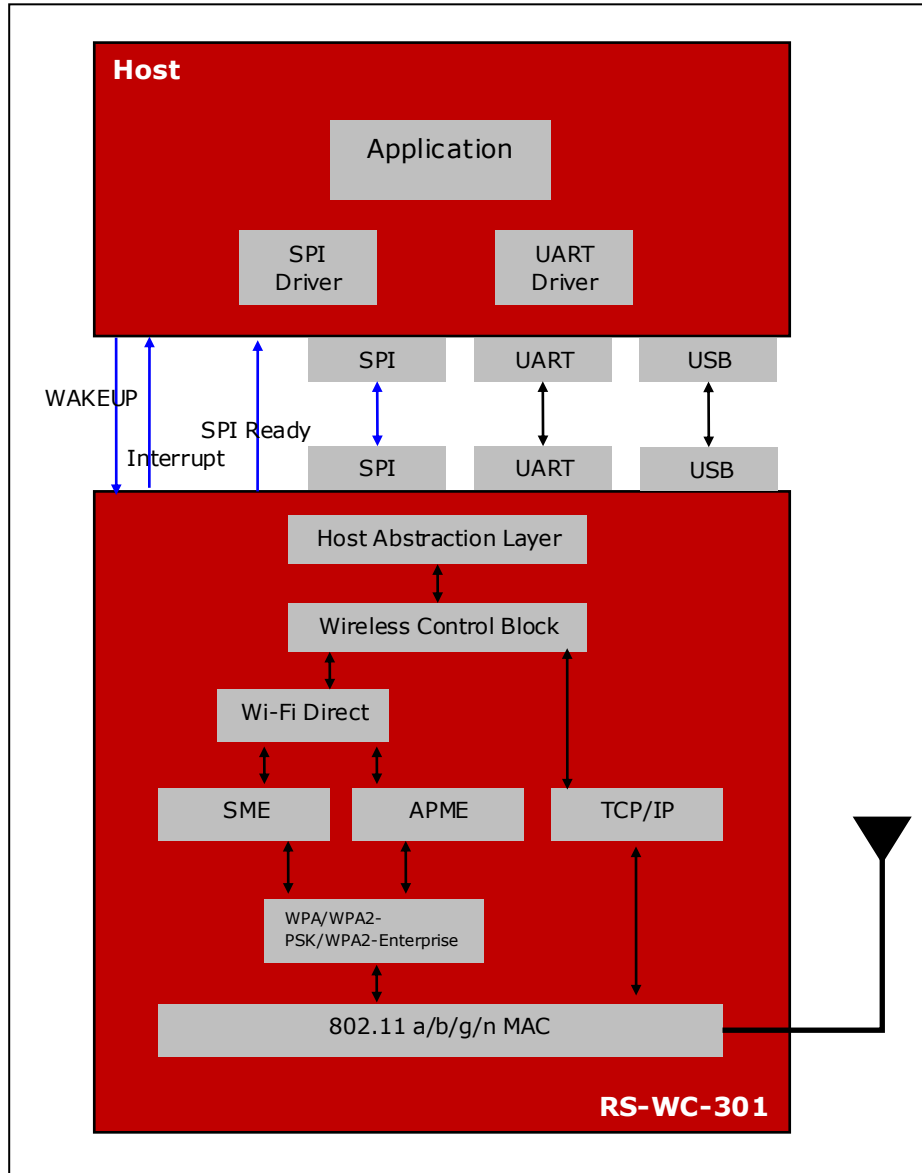 Host
Application
SPI
Driver
UART
Driver
SPI
UART
USB
WAKEUP
SPI Ready
Interrupt
SPI
UART
USB
Host Abstraction Layer
Wireless Control Block
Wi-Fi Direct
SME
APME
TCP/IP
WPA/WPA2-
PSK/WPA2-Enterprise
802.11 a/b/g/n MAC
RS-WC-301